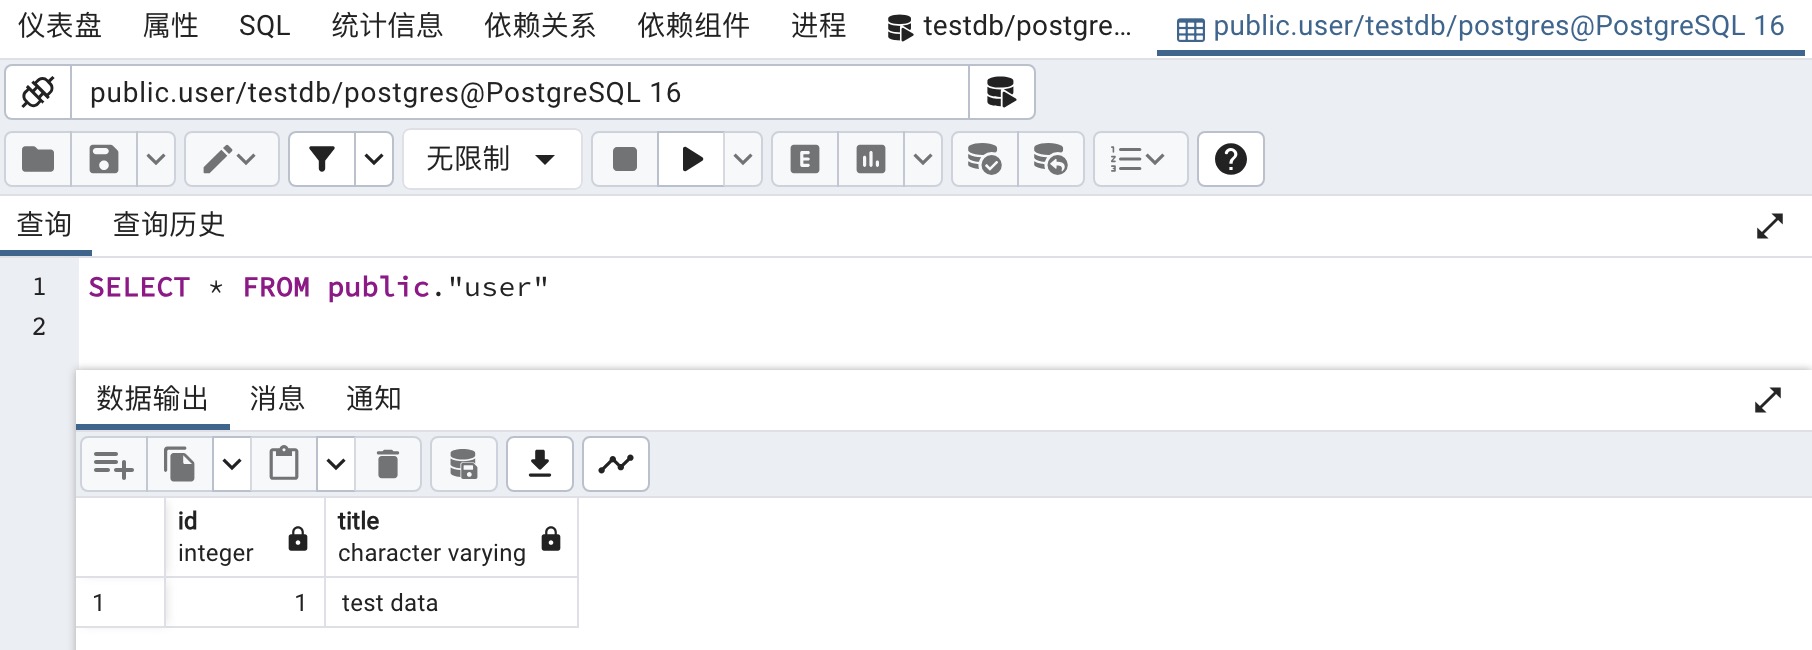 仪表盘 属性 SQL 统计信息 依赖关系 依赖组件 进程 testdb/postgre... public.user/testdb/postgres@PostgreSQL 16
public.user/testdb/postgres@PostgreSQL 16
无限制 E
查询 查询历史
1 SELECT * FROM public."user"
2
数据输出 消息 通知
id title
integer character varying
1 1 test data